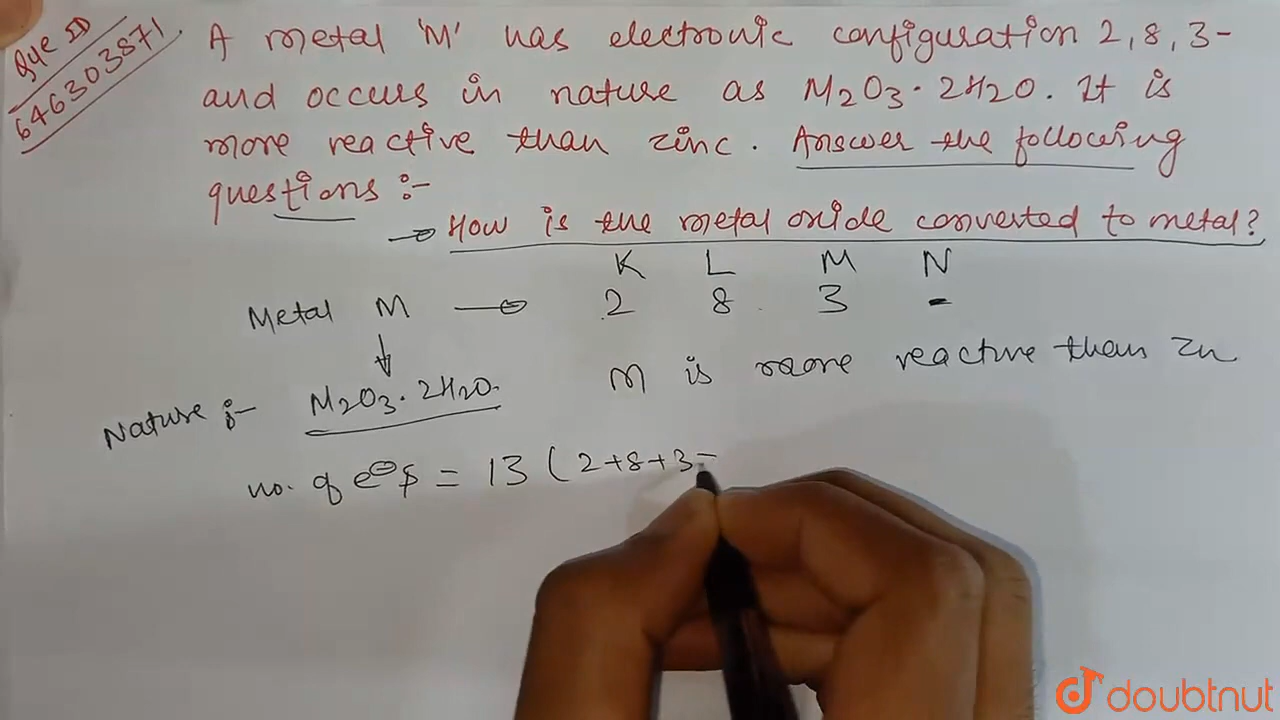 Que ID
646303871
A metal 'M' has electronic configuration 2, 8, 3 -
and occurs in nature as M2O3·2H2O. It is
more reactive than zinc. Answer the following
questions :-
→ How is the metal oxide converted to metal?
K L M N
Metal M → 2 8 3 -
↓
Nature :- M2O3·2H2O.
M is more reactive than Zn
no. of e⊖s = 13 ( 2+8+3=
doubtnut